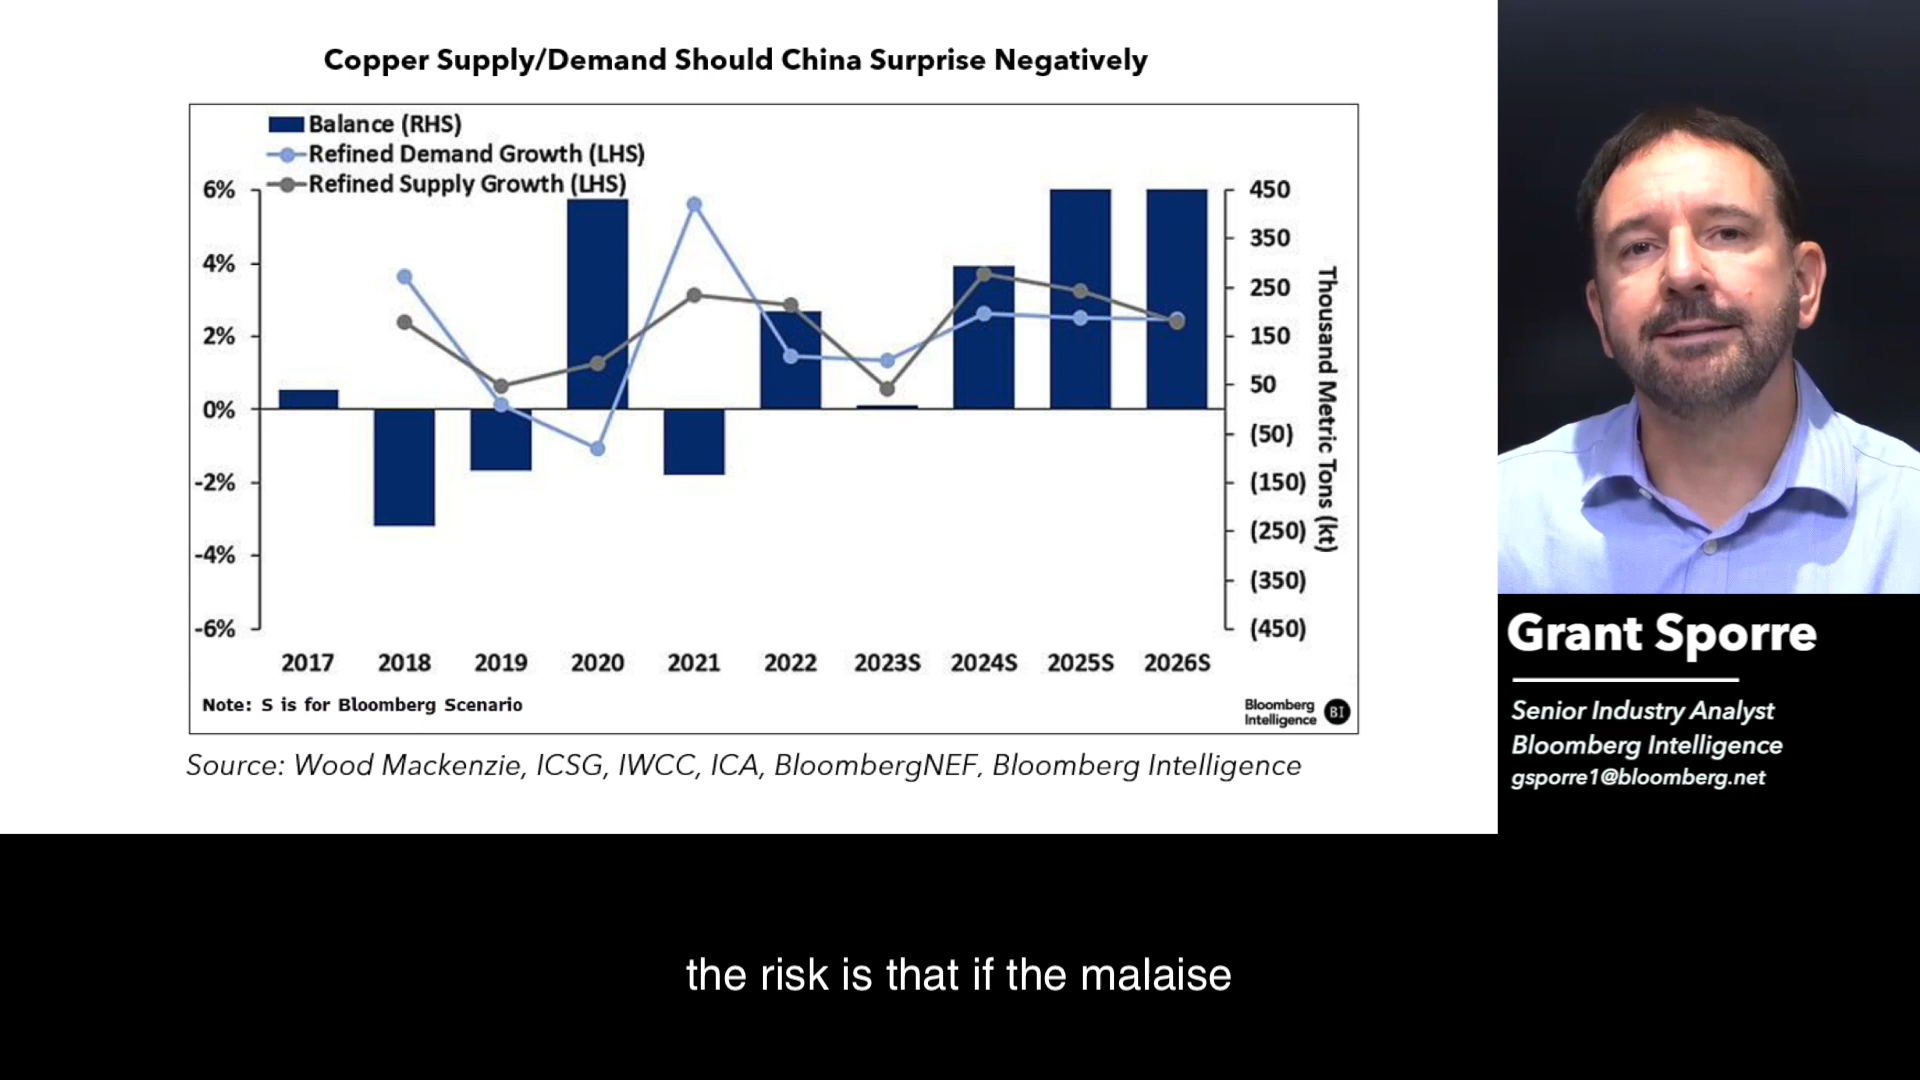 Copper Supply/Demand Should China Surprise Negatively
Balance (RHS)
Refined Demand Growth (LHS)
Refined Supply Growth (LHS)
6%
4%
2%
0%
-2%
-4%
-6%
450
350
250
150
50
(50)
(150)
(250)
(350)
(450)
Thousand Metric Tons (kt)
2017 2018 2019 2020 2021 2022 2023S 2024S 2025S 2026S
Note: S is for Bloomberg Scenario
Bloomberg
Intelligence BI
Source: Wood Mackenzie, ICSG, IWCC, ICA, BloombergNEF, Bloomberg Intelligence
Grant Sporre
Senior Industry Analyst
Bloomberg Intelligence
gsporre1@bloomberg.net
the risk is that if the malaise